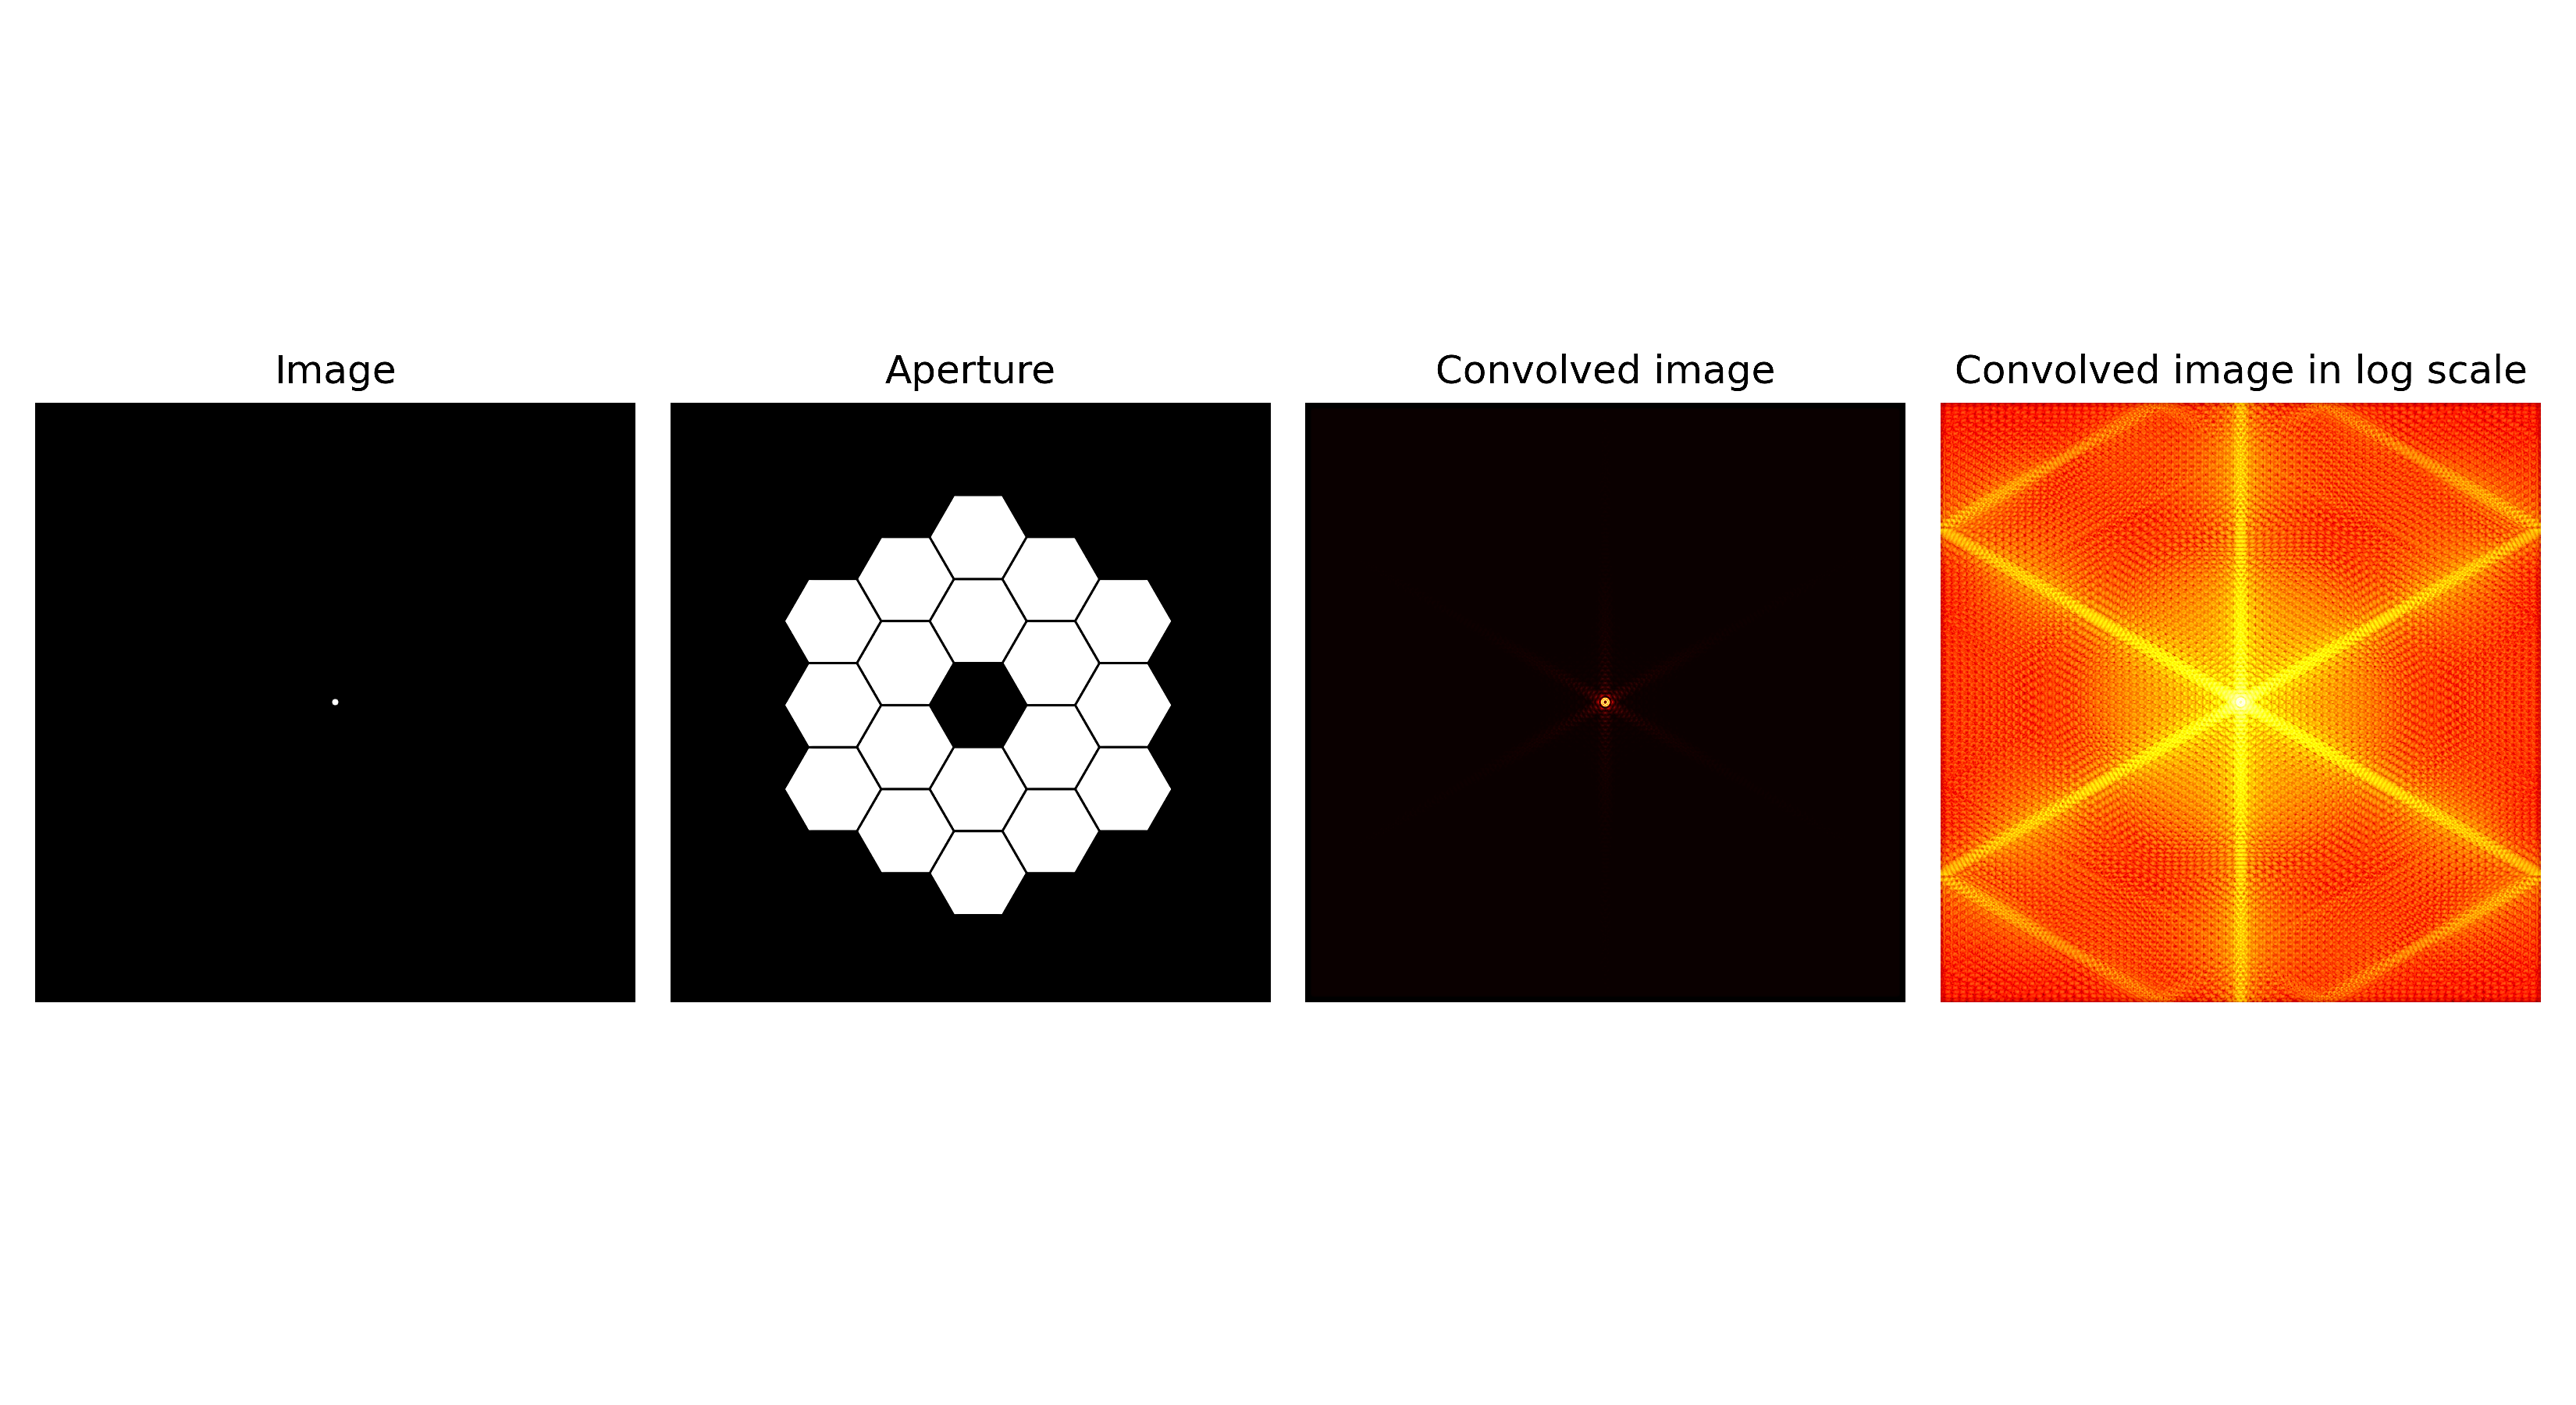 Image
Aperture
Convolved image
Convolved image in log scale